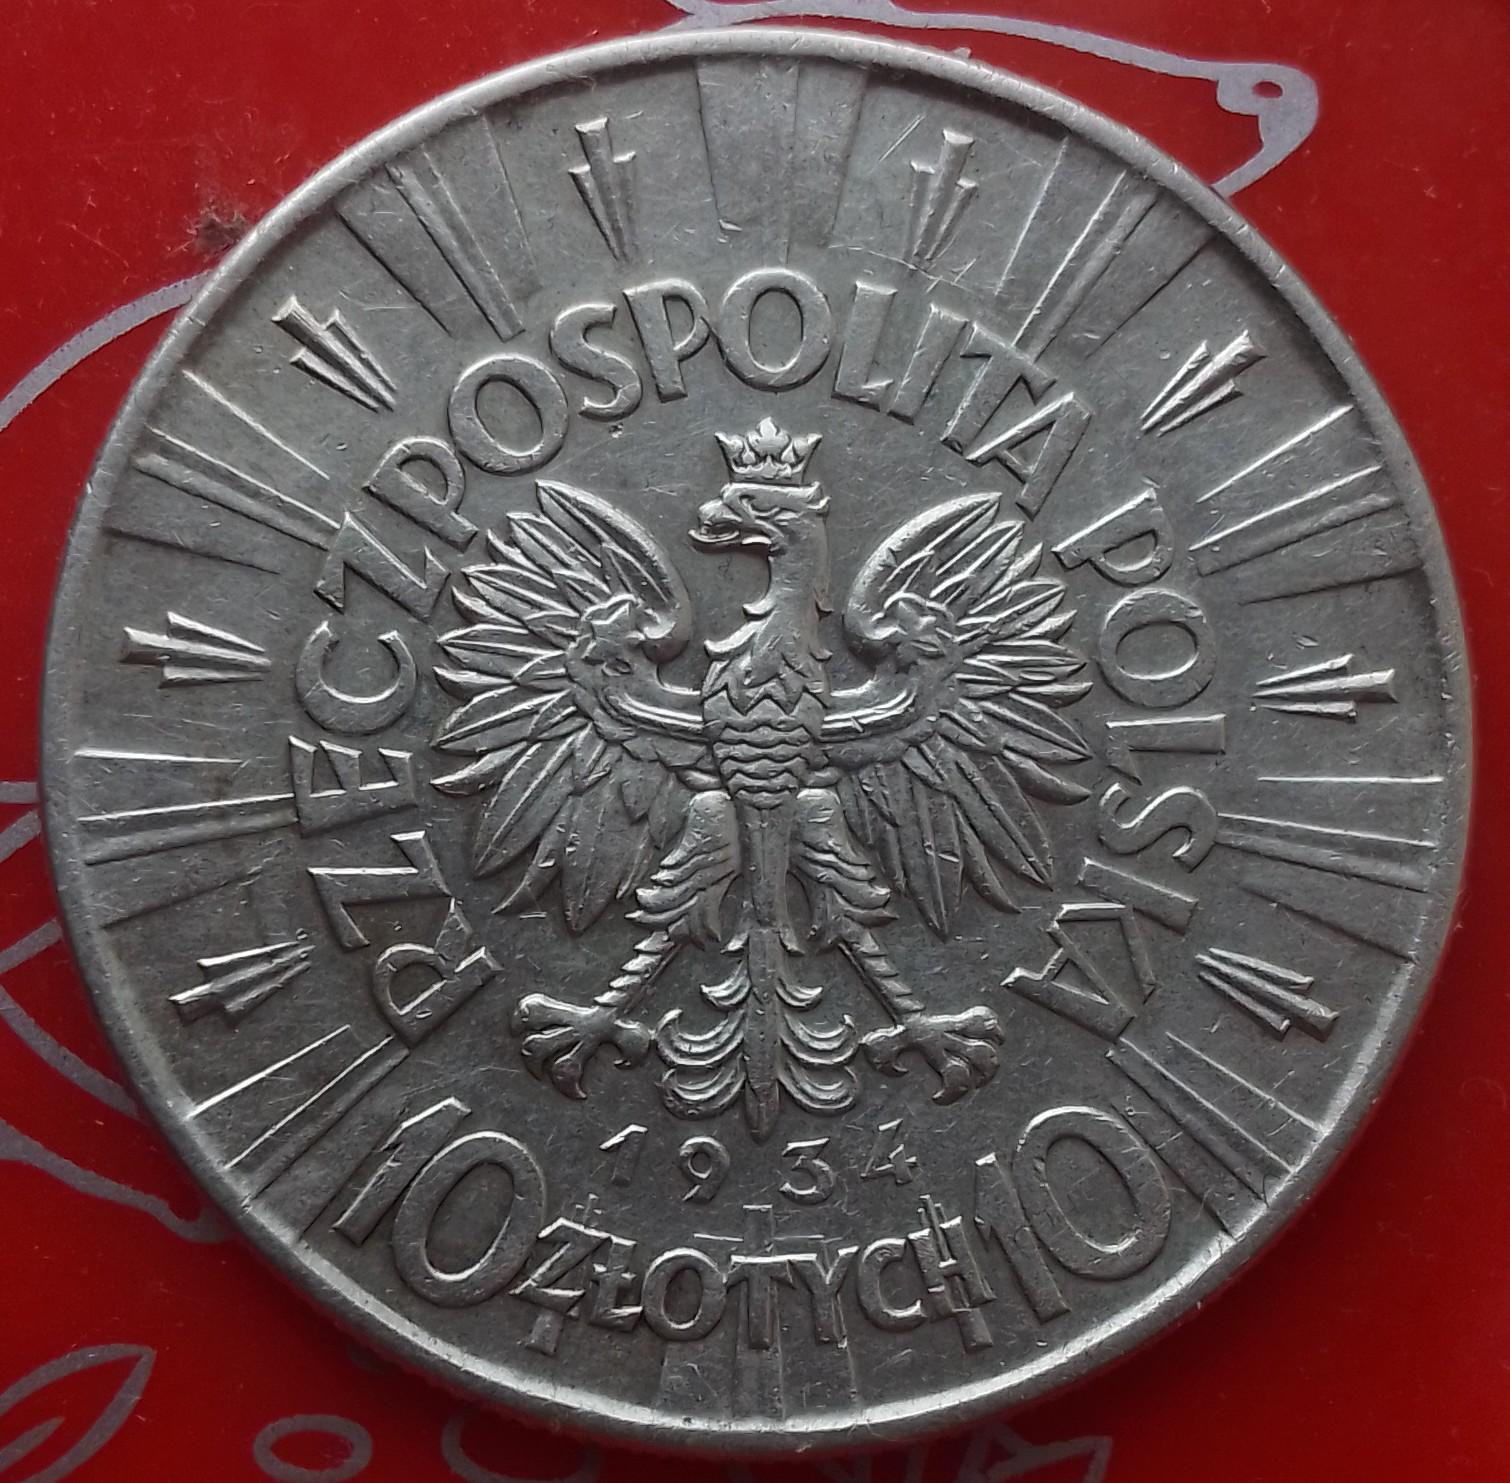 RZECZPOSPOLITA POLSKA
1934
10 ZŁOTYCH 10